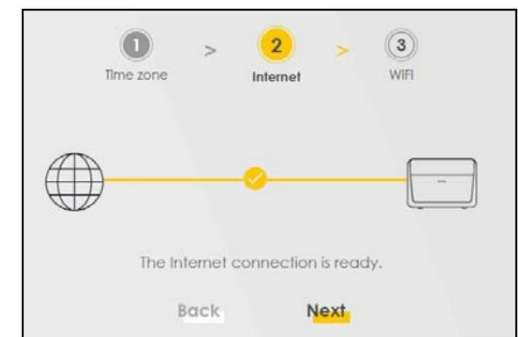 1 > 2 > 3
Time zone Internet WiFi
The Internet connection is ready.
Back Next